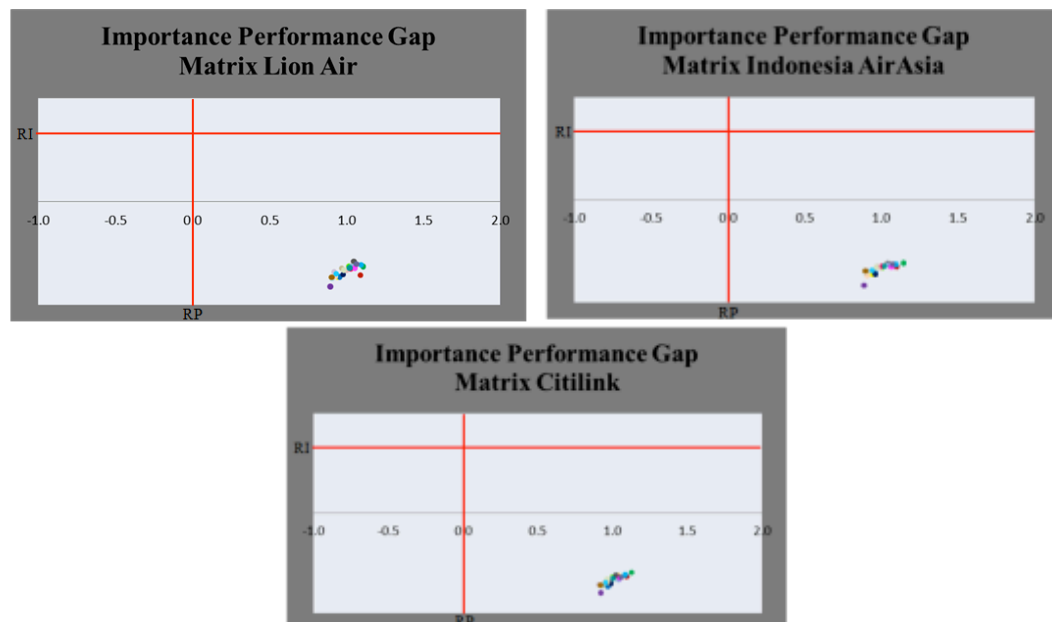 Importance Performance Gap
Matrix Lion Air
RI
-1.0 -0.5 0.0 0.5 1.0 1.5 2.0
RP
Importance Performance Gap
Matrix Indonesia AirAsia
RI
-1.0 -0.5 0.0 0.5 1.0 1.5 2.0
RP
Importance Performance Gap
Matrix Citilink
RI
-1.0 -0.5 0.0 0.5 1.0 1.5 2.0
RP